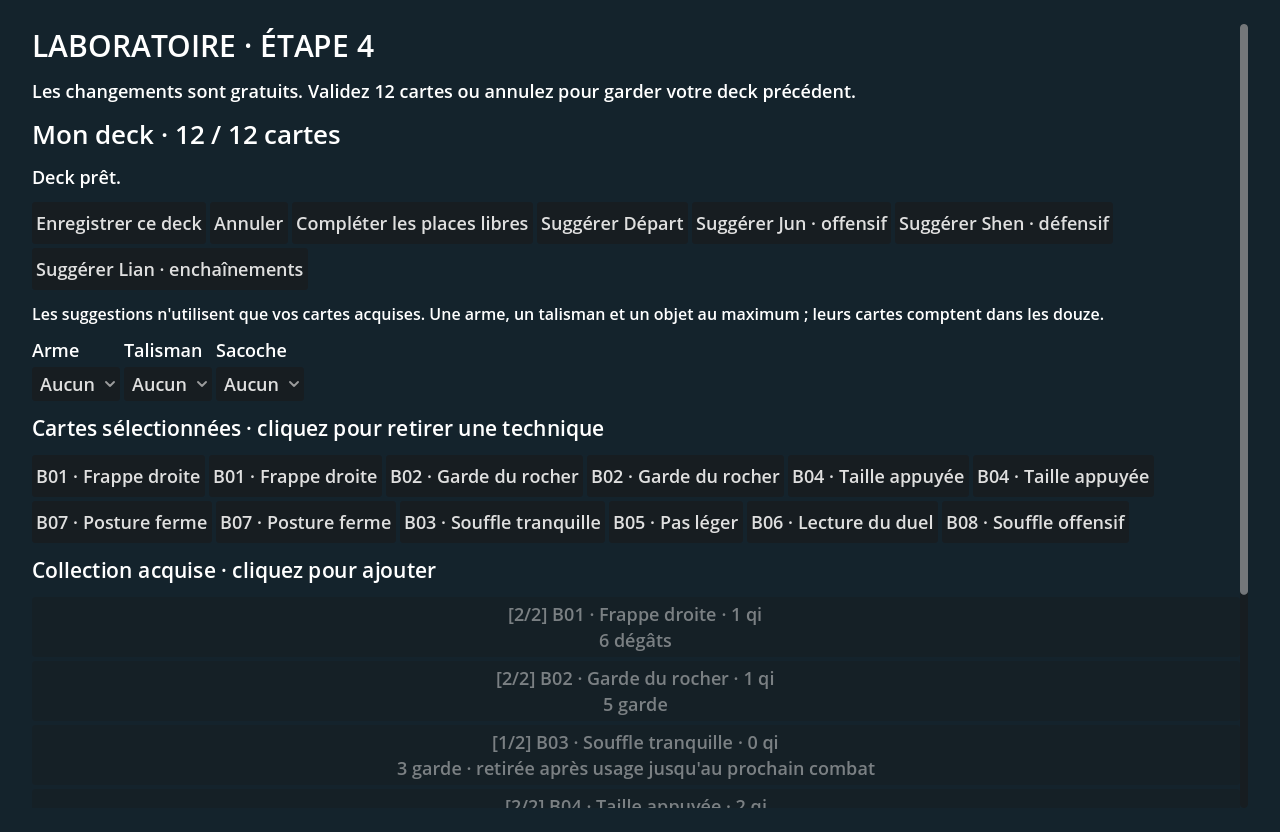 LABORATOIRE · ÉTAPE 4
Les changements sont gratuits. Validez 12 cartes ou annulez pour garder votre deck précédent.
Mon deck · 12 / 12 cartes
Deck prêt.
Enregistrer ce deck Annuler Compléter les places libres Suggérer Départ Suggérer Jun · offensif Suggérer Shen · défensif
Suggérer Lian · enchaînements
Les suggestions n'utilisent que vos cartes acquises. Une arme, un talisman et un objet au maximum ; leurs cartes comptent dans les douze.
Arme Talisman Sacoche
Aucun Aucun Aucun
Cartes sélectionnées · cliquez pour retirer une technique
B01 · Frappe droite B01 · Frappe droite B02 · Garde du rocher B02 · Garde du rocher B04 · Taille appuyée B04 · Taille appuyée
B07 · Posture ferme B07 · Posture ferme B03 · Souffle tranquille B05 · Pas léger B06 · Lecture du duel B08 · Souffle offensif
Collection acquise · cliquez pour ajouter
[2/2] B01 · Frappe droite · 1 qi
6 dégâts
[2/2] B02 · Garde du rocher · 1 qi
5 garde
[1/2] B03 · Souffle tranquille · 0 qi
3 garde · retirée après usage jusqu'au prochain combat
[2/2] B04 · Taille appuyée · 2 qi